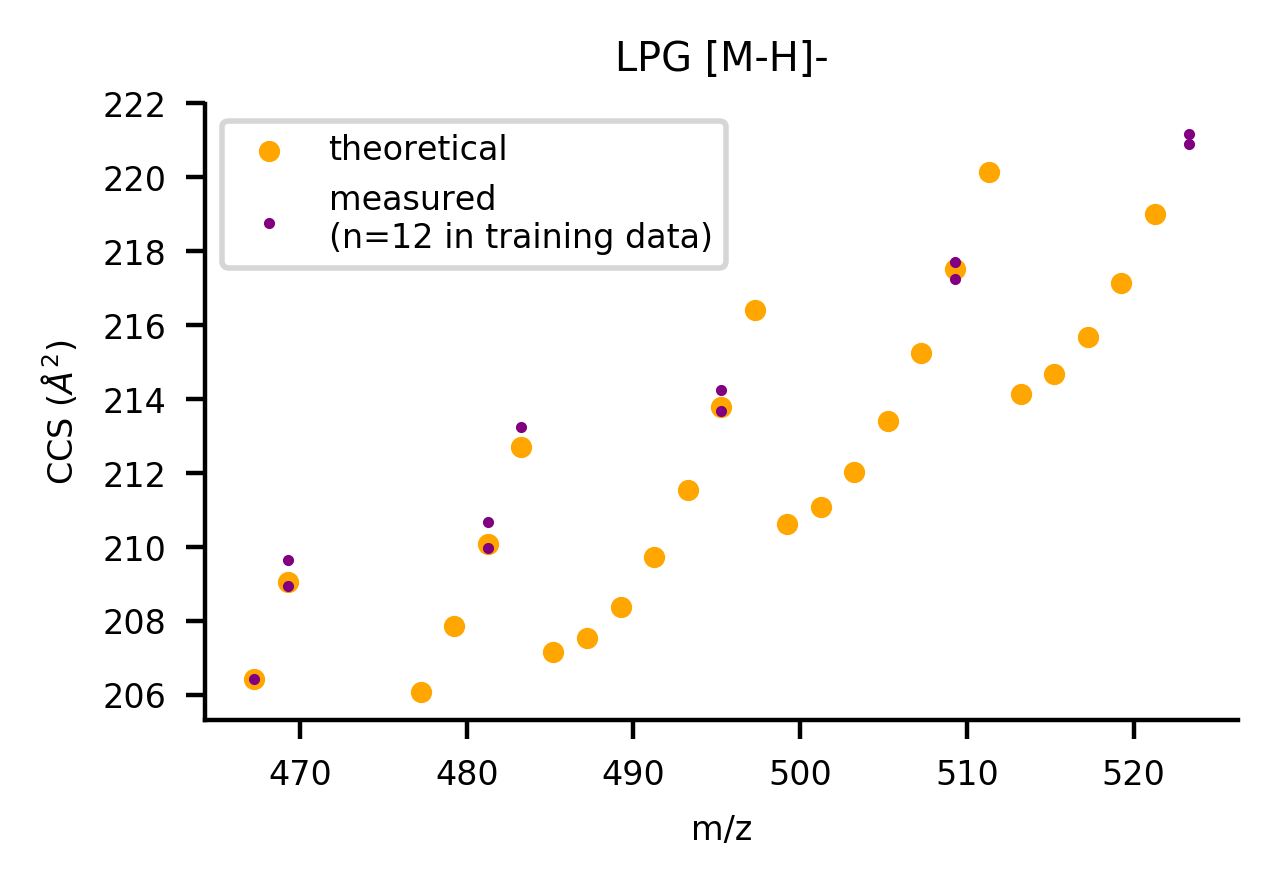 LPG [M-H]-
222
220
218
216
214
212
210
208
206
CCS (Å²)
theoretical
measured
(n=12 in training data)
470 480 490 500 510 520
m/z